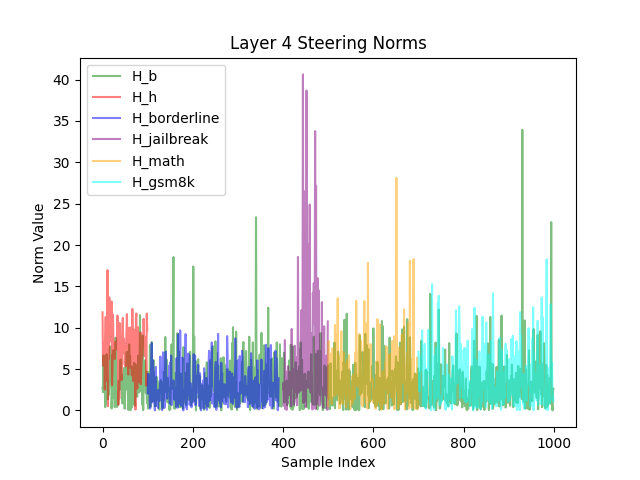 Layer 4 Steering Norms
H_b
H_h
H_borderline
H_jailbreak
H_math
H_gsm8k
Norm Value
40
35
30
25
20
15
10
5
0
0 200 400 600 800 1000
Sample Index